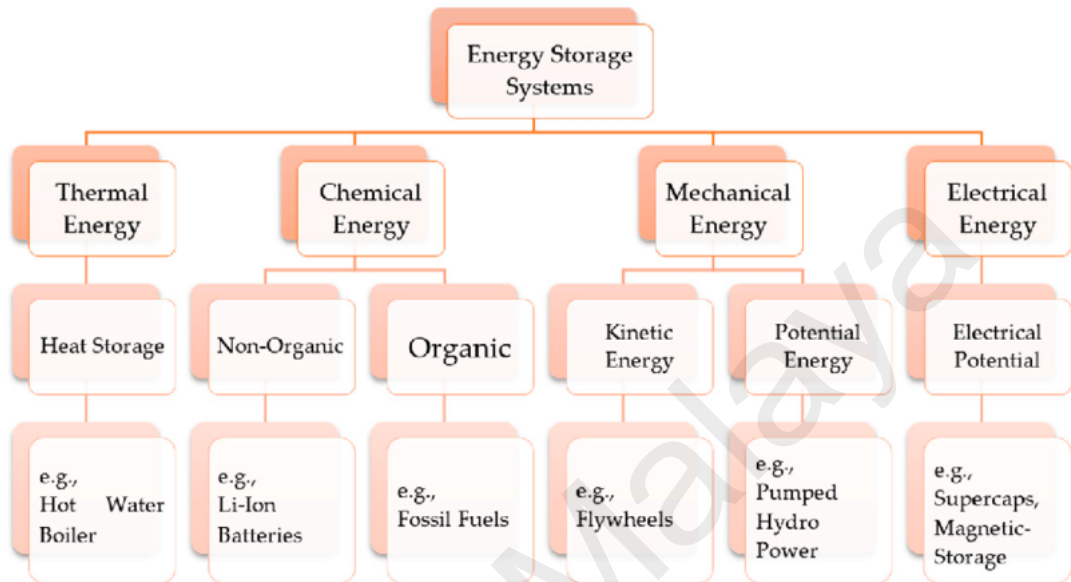 Energy Storage
Systems
Thermal
Energy
Chemical
Energy
Mechanical
Energy
Electrical
Energy
Heat Storage
Non-Organic
Organic
Kinetic
Energy
Potential
Energy
Electrical
Potential
e.g.,
Hot Water
Boiler
e.g.,
Li-Ion
Batteries
e.g.,
Fossil Fuels
e.g.,
Flywheels
e.g.,
Pumped
Hydro
Power
e.g.,
Supercaps,
Magnetic-
Storage
Malaya